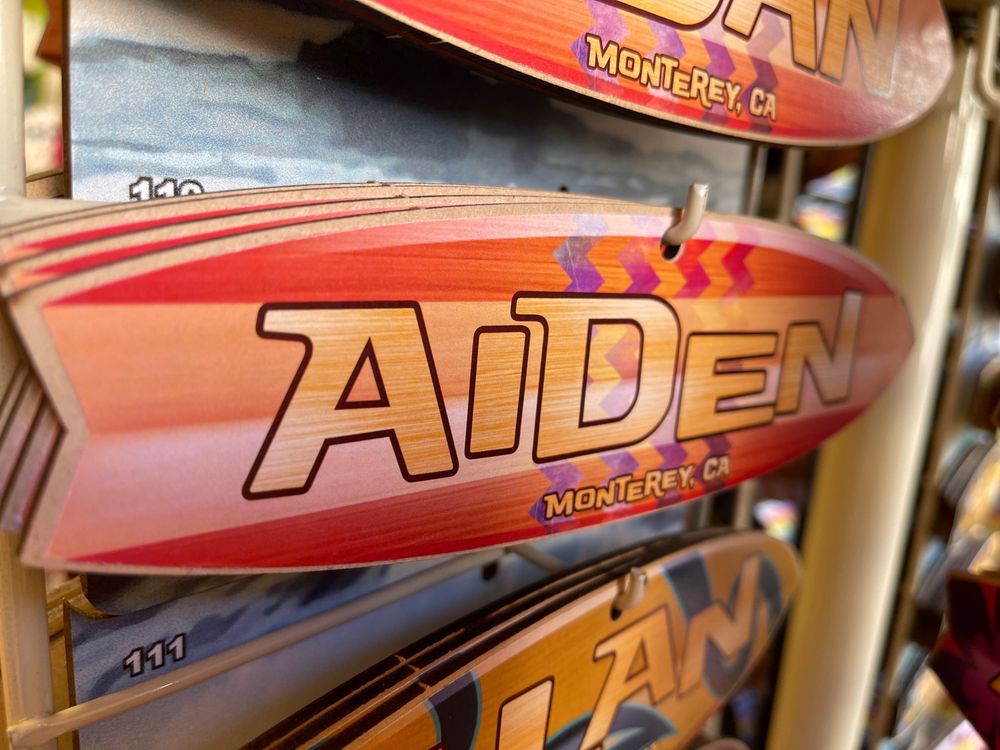 MONTEREY, CA
AiDEN
MONTEREY, CA
111